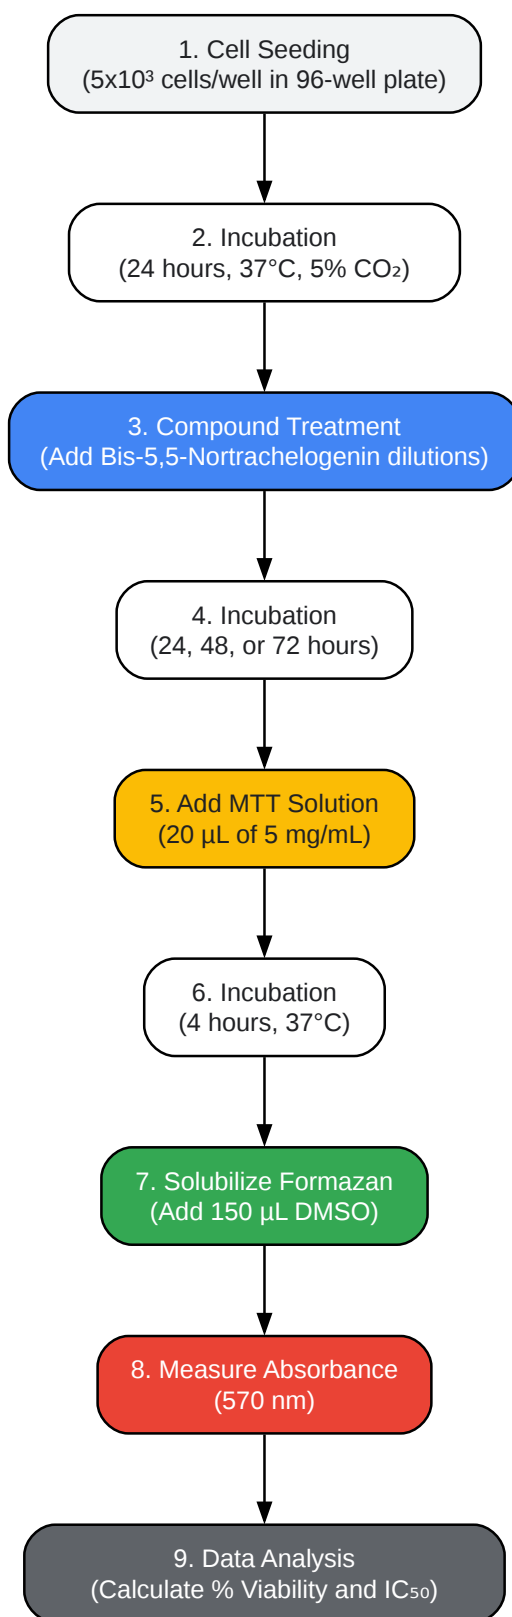 1. Cell Seeding
(5x10³ cells/well in 96-well plate)
2. Incubation
(24 hours, 37°C, 5% CO₂)
3. Compound Treatment
(Add Bis-5,5-Nortrachelogenin dilutions)
4. Incubation
(24, 48, or 72 hours)
5. Add MTT Solution
(20 µL of 5 mg/mL)
6. Incubation
(4 hours, 37°C)
7. Solubilize Formazan
(Add 150 µL DMSO)
8. Measure Absorbance
(570 nm)
9. Data Analysis
(Calculate % Viability and IC₅₀)